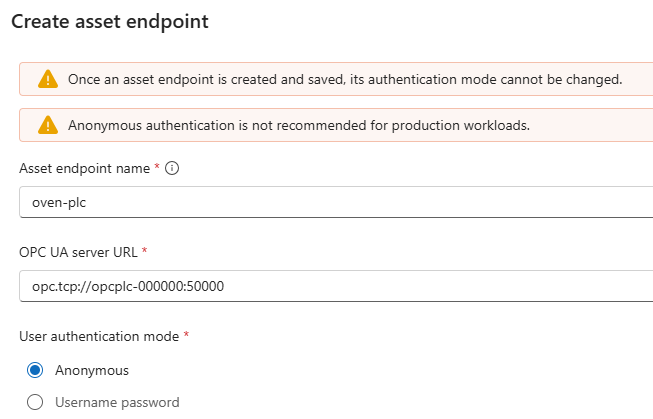 Create asset endpoint
Once an asset endpoint is created and saved, its authentication mode cannot be changed.
Anonymous authentication is not recommended for production workloads.
Asset endpoint name *
oven-plc
OPC UA server URL *
opc.tcp://opcplc-000000:50000
User authentication mode *
Anonymous
Username password